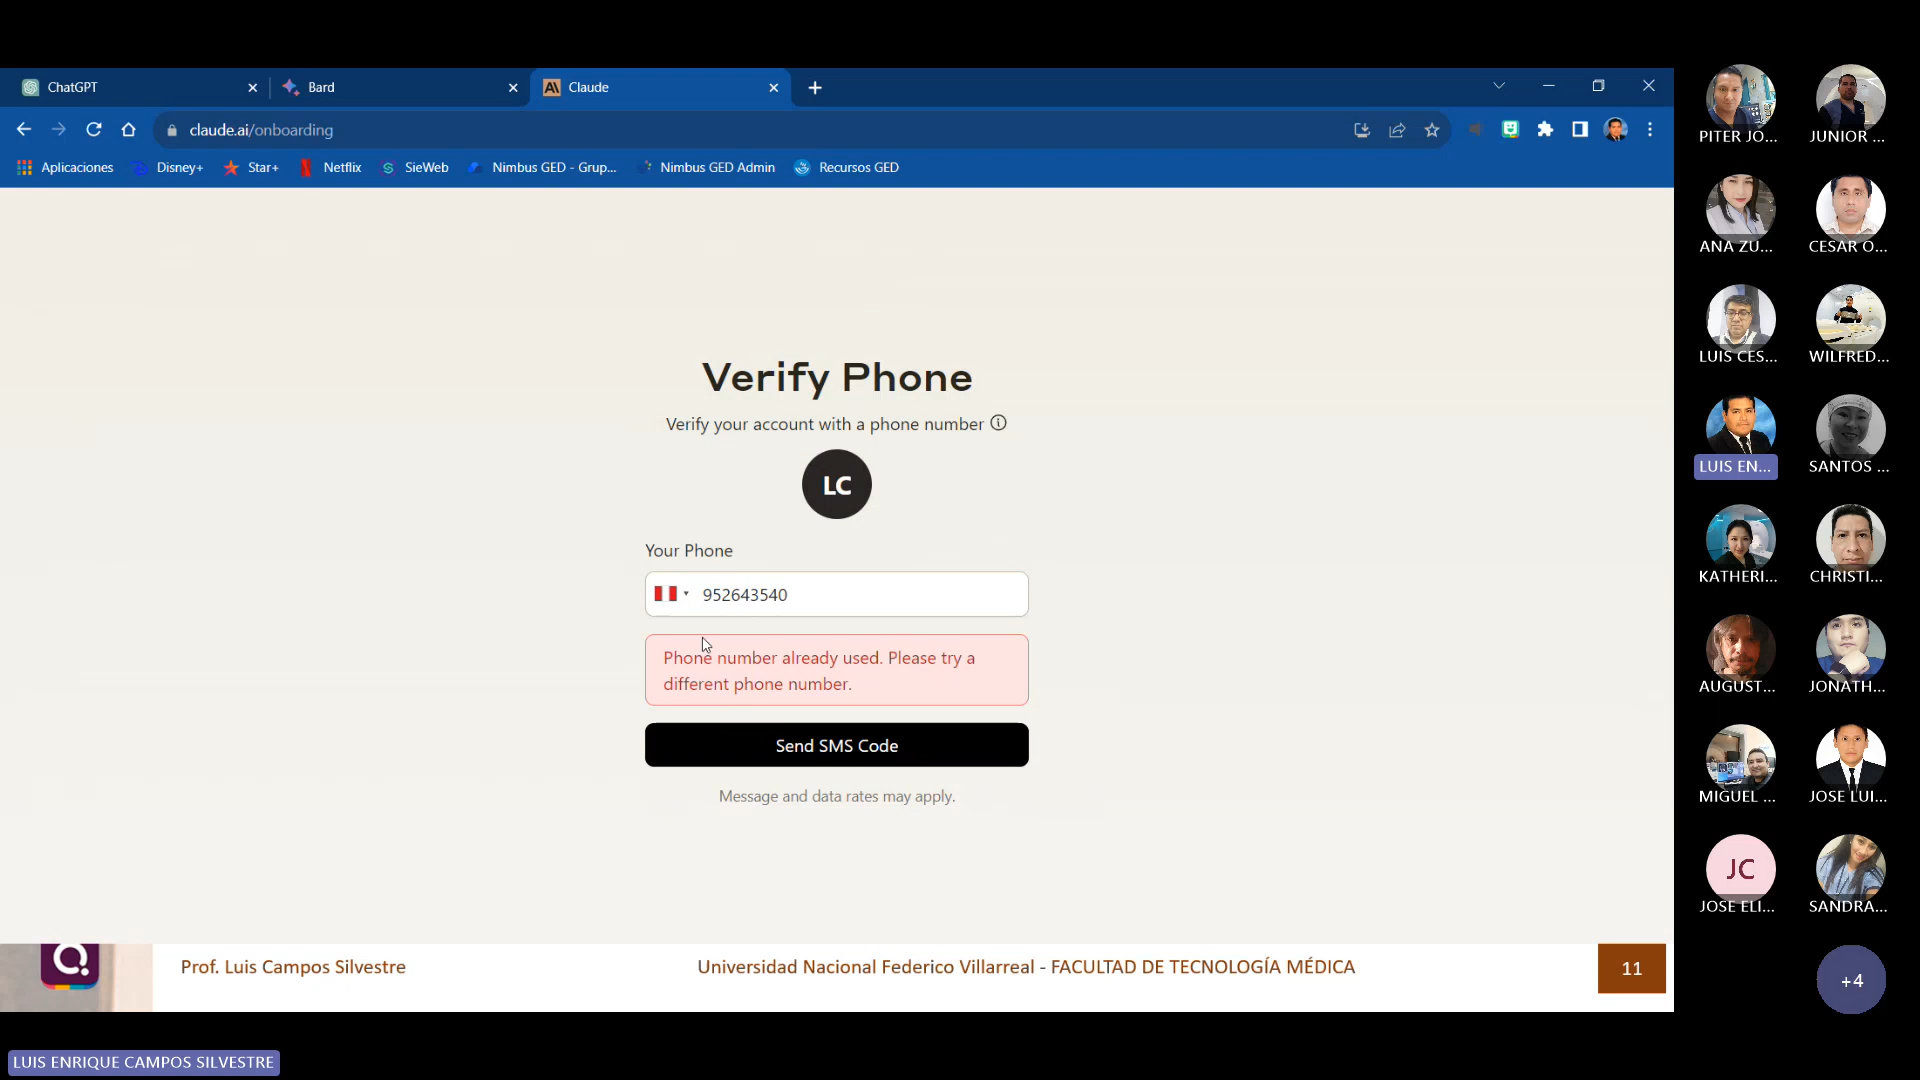 ChatGPT
Bard
Claude
claude.ai/onboarding
Aplicaciones
Disney+
Star+
Netflix
SieWeb
Nimbus GED - Grup...
Nimbus GED Admin
Recursos GED
Verify Phone
Verify your account with a phone number
LC
Your Phone
952643540
Phone number already used. Please try a
different phone number.
Send SMS Code
Message and data rates may apply.
Prof. Luis Campos Silvestre
Universidad Nacional Federico Villarreal - FACULTAD DE TECNOLOGÍA MÉDICA
11
PITER JO...
JUNIOR ...
ANA ZU...
CESAR O...
LUIS CES...
WILFRED...
LUIS EN...
SANTOS ...
KATHERI...
CHRISTI...
AUGUST...
JONATH...
MIGUEL ...
JOSE LUI...
JC
JOSE ELI...
SANDRA...
+4
LUIS ENRIQUE CAMPOS SILVESTRE